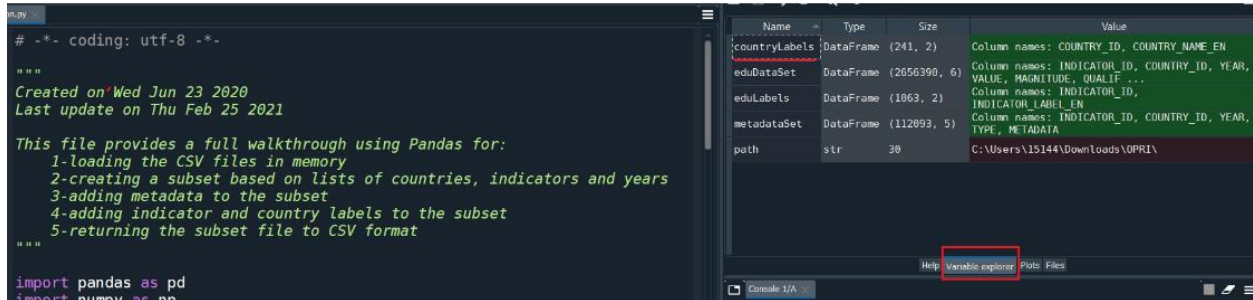 on.py
# -*- coding: utf-8 -*-
"""
Created on Wed Jun 23 2020
Last update on Thu Feb 25 2021
This file provides a full walkthrough using Pandas for:
1-loading the CSV files in memory
2-creating a subset based on lists of countries, indicators and years
3-adding metadata to the subset
4-adding indicator and country labels to the subset
5-returning the subset file to CSV format
"""
import pandas as pd
import numpy as np
Name Type Size Value
countryLabels DataFrame (241, 2) Column names: COUNTRY_ID, COUNTRY_NAME_EN
eduDataSet DataFrame (2656390, 6) Column names: INDICATOR_ID, COUNTRY_ID, YEAR,
VALUE, MAGNITUDE, QUALIF ...
eduLabels DataFrame (1063, 2) Column names: INDICATOR_ID,
INDICATOR_LABEL_EN
metadataSet DataFrame (112093, 5) Column names: INDICATOR_ID, COUNTRY_ID, YEAR,
TYPE, METADATA
path str 30 C:\Users\15144\Downloads\OPRI\
Help Variable explorer Plots Files
Console 1/A